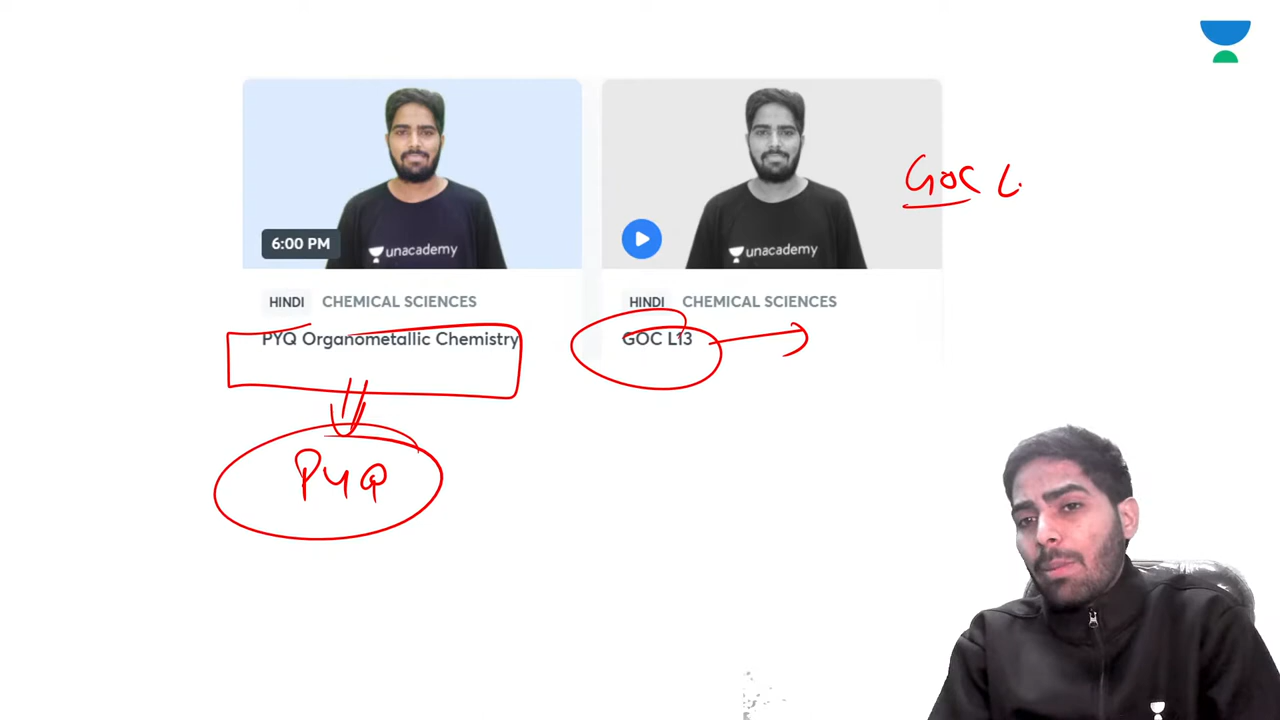 unacademy
unacademy
6:00 PM
HINDI CHEMICAL SCIENCES
HINDI CHEMICAL SCIENCES
PYQ Organometallic Chemistry
GOC L13
GOC L
PYQ